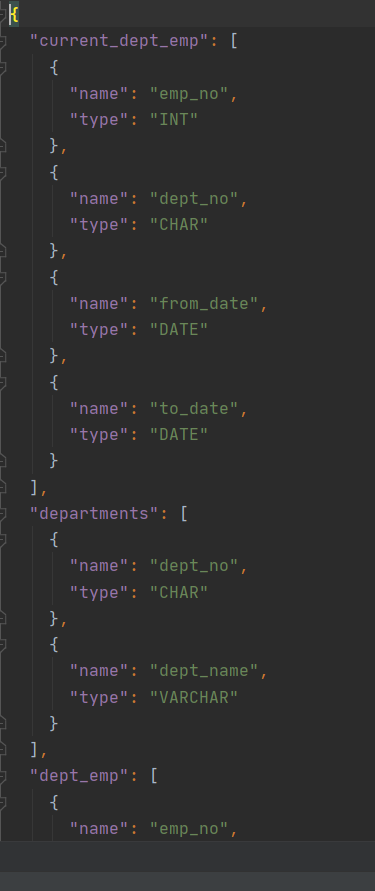 {
  "current_dept_emp": [
    {
      "name": "emp_no",
      "type": "INT"
    },
    {
      "name": "dept_no",
      "type": "CHAR"
    },
    {
      "name": "from_date",
      "type": "DATE"
    },
    {
      "name": "to_date",
      "type": "DATE"
    }
  ],
  "departments": [
    {
      "name": "dept_no",
      "type": "CHAR"
    },
    {
      "name": "dept_name",
      "type": "VARCHAR"
    }
  ],
  "dept_emp": [
    {
      "name": "emp_no",